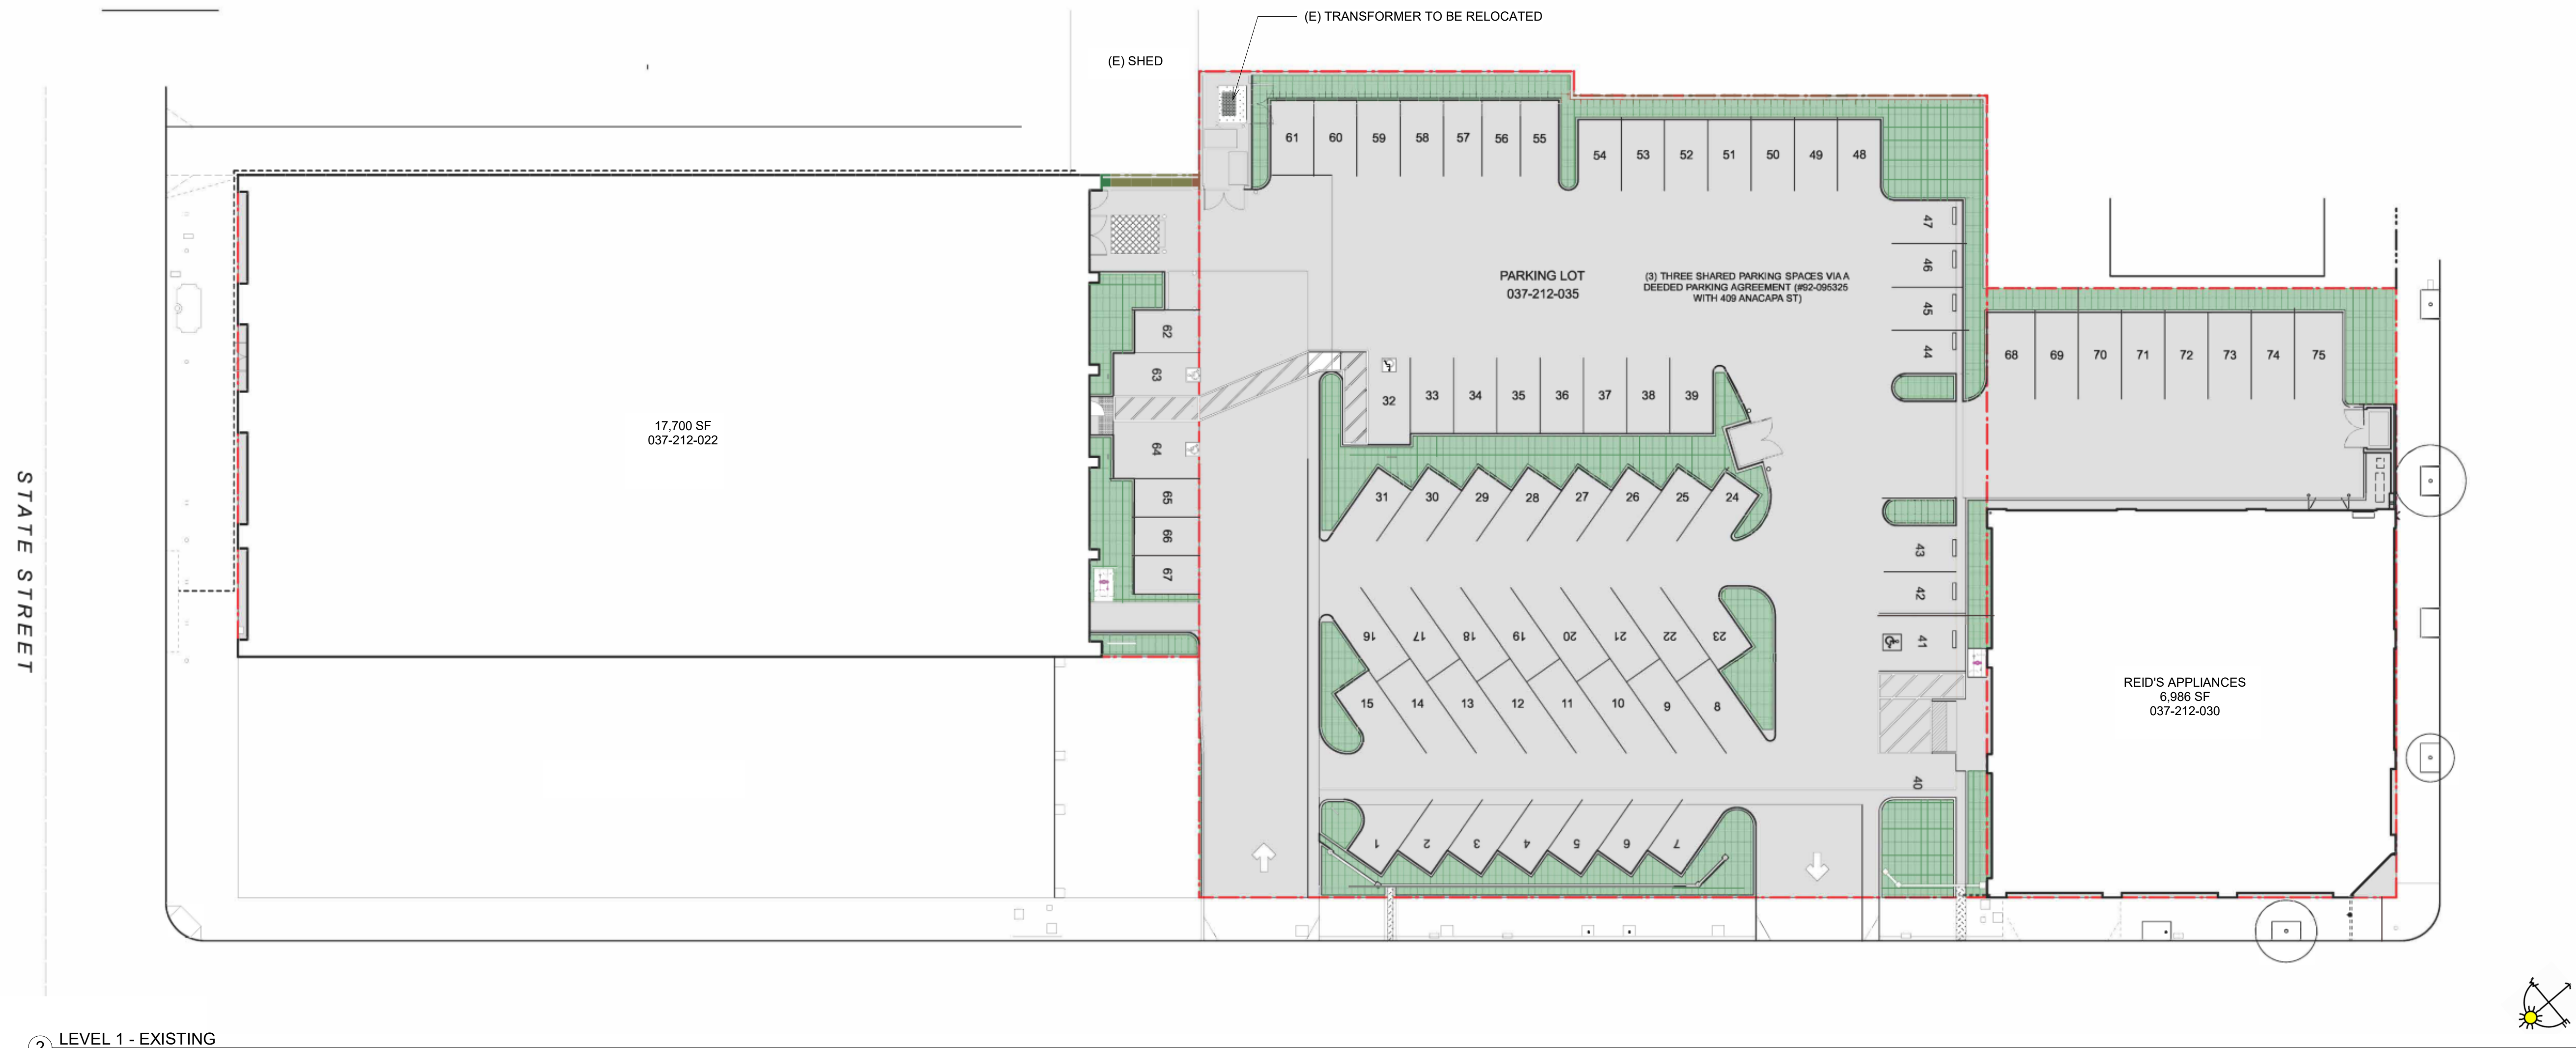 (E) TRANSFORMER TO BE RELOCATED
(E) SHED
61 60 59 58 57 56 55
54 53 52 51 50 49 48
47
46
45
44
PARKING LOT
037-212-035
(3) THREE SHARED PARKING SPACES VIA A
DEEDED PARKING AGREEMENT (#92-095325
WITH 409 ANACAPA ST)
62
63
64
65
66
67
32 33 34 35 36 37 38 39
68 69 70 71 72 73 74 75
17,700 SF
037-212-022
STATE STREET
31 30 29 28 27 26 25 24
43
42
41
16 17 18 19 20 21 22 23
15 14 13 12 11 10 9 8
REID'S APPLIANCES
6,986 SF
037-212-030
40
1 2 3 4 5 6 7
2 LEVEL 1 - EXISTING